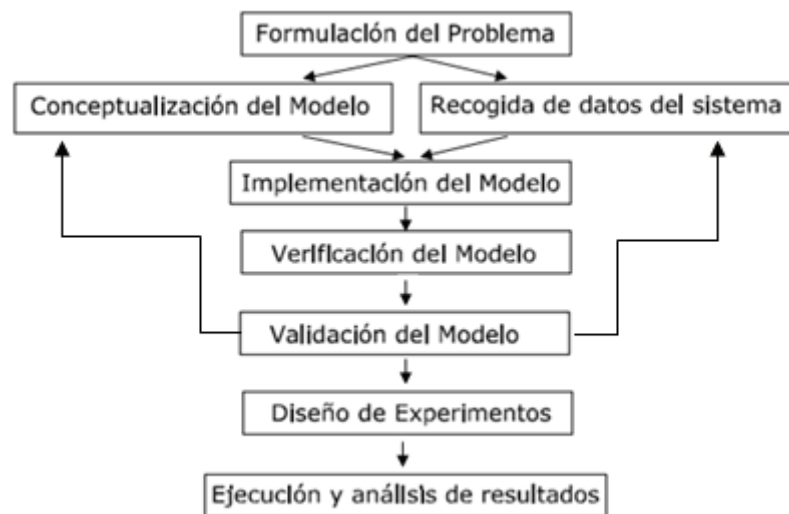 Formulación del Problema
Conceptualización del Modelo
Recogida de datos del sistema
Implementación del Modelo
Verificación del Modelo
Validación del Modelo
Diseño de Experimentos
Ejecución y análisis de resultados